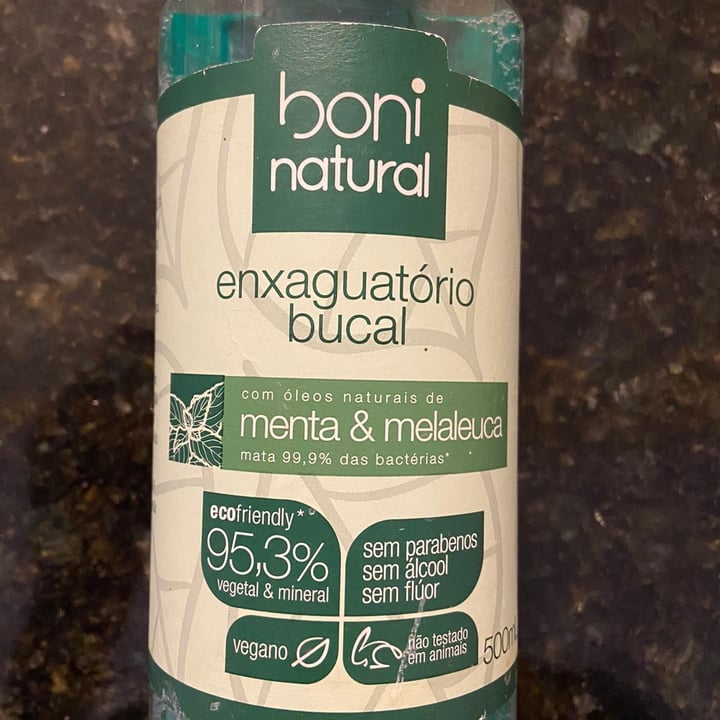 boni
natural
enxaguatório
bucal
com óleos naturais de
menta & melaleuca
mata 99,9% das bactérias*
ecofriendly*
95,3%
vegetal & mineral
sem parabenos
sem álcool
sem flúor
vegano
não testado
em animais
500m